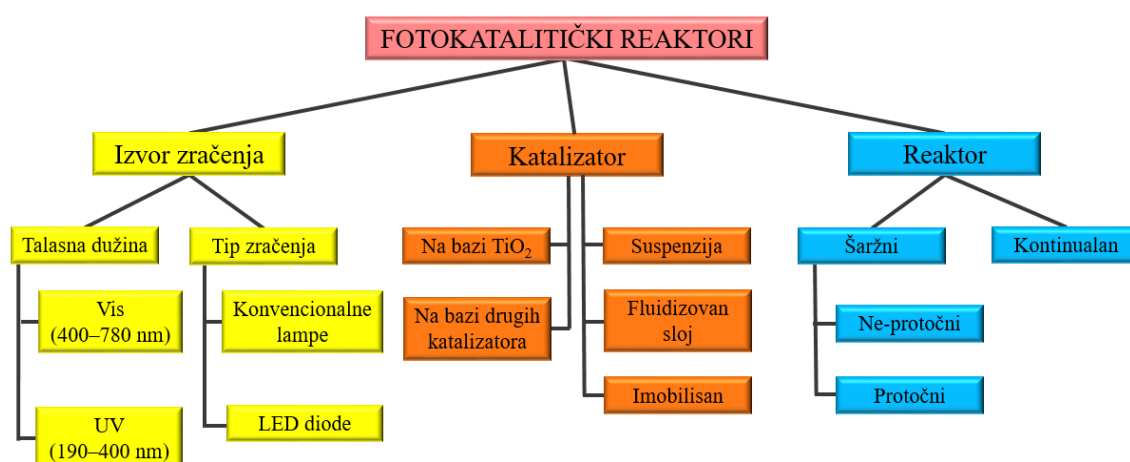 FOTOKATALITIČKI REAKTORI
Izvor zračenja
Katalizator
Reaktor
Talasna dužina
Tip zračenja
Na bazi TiO₂
Suspenzija
Šaržni
Kontinualan
Vis
(400–780 nm)
Konvencionalne
lampe
Na bazi drugih
katalizatora
Fluidizovan
sloj
Ne-protočni
UV
(190–400 nm)
LED diode
Imobilisan
Protočni